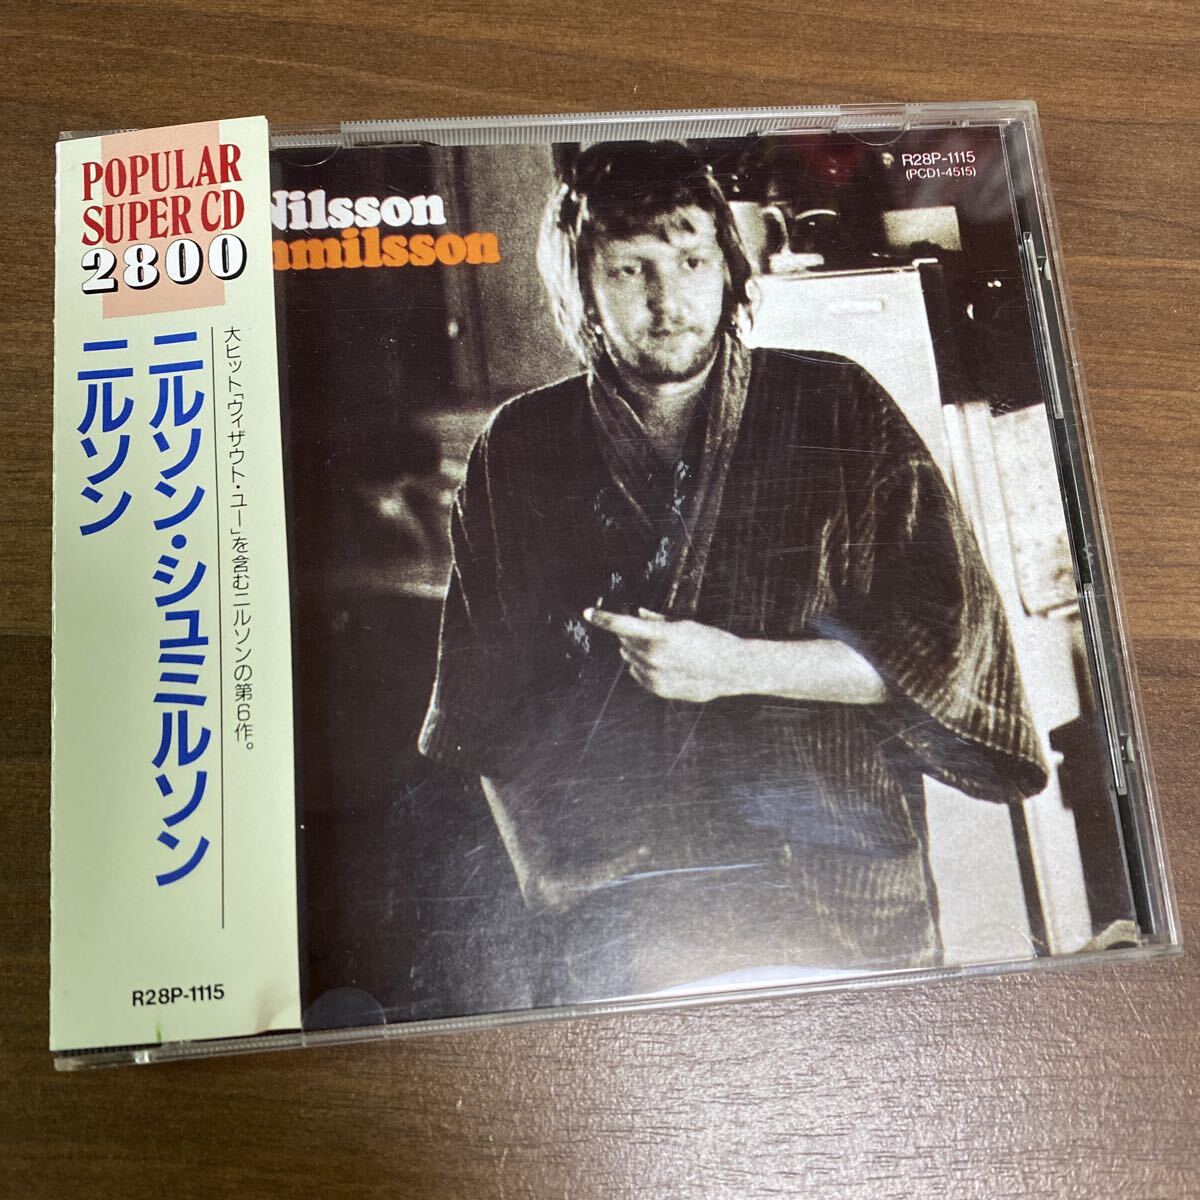 POPULAR
SUPER CD
2800
大ヒット「ウィザウト・ユー」を含むニルソンの第6作。
ニルソン・シュミルソン
ニルソン
R28P-1115
Nilsson
milsson
R28P-1115
(PCD1-4515)